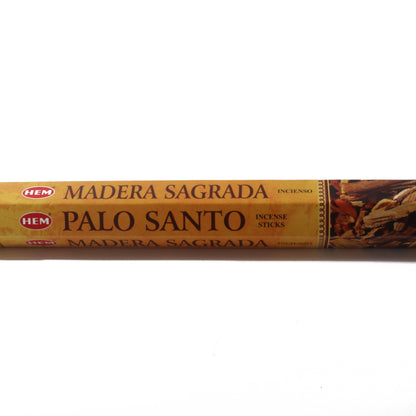 HEM MADERA SAGRADA INCIENSO
HEM PALO SANTO INCENSE
STICKS
MADERA SAGRADA